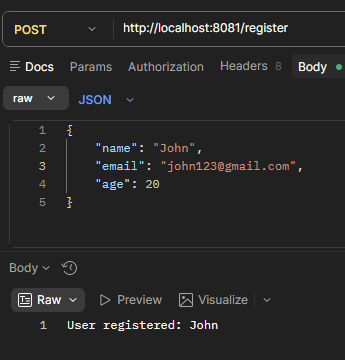 POST http://localhost:8081/register
Docs Params Authorization Headers 8 Body
raw JSON
1 {
2 "name": "John",
3 "email": "john123@gmail.com",
4 "age": 20
5 }
Body
Raw Preview Visualize
1 User registered: John